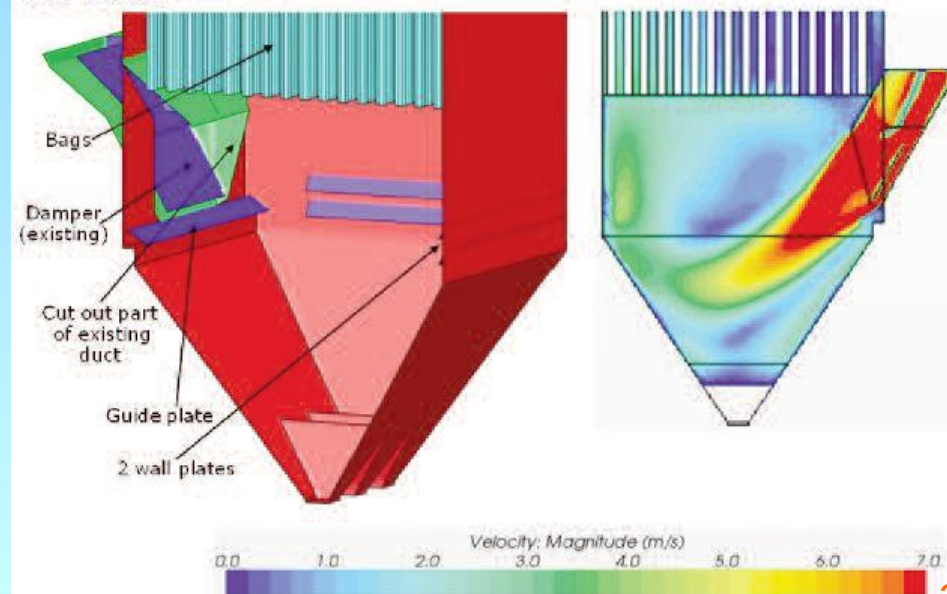 Bags
Damper
(existing)
Cut out part
of existing
duct
Guide plate
2 wall plates
Velocity: Magnitude (m/s)
0.0 1.0 2.0 3.0 4.0 5.0 6.0 7.0